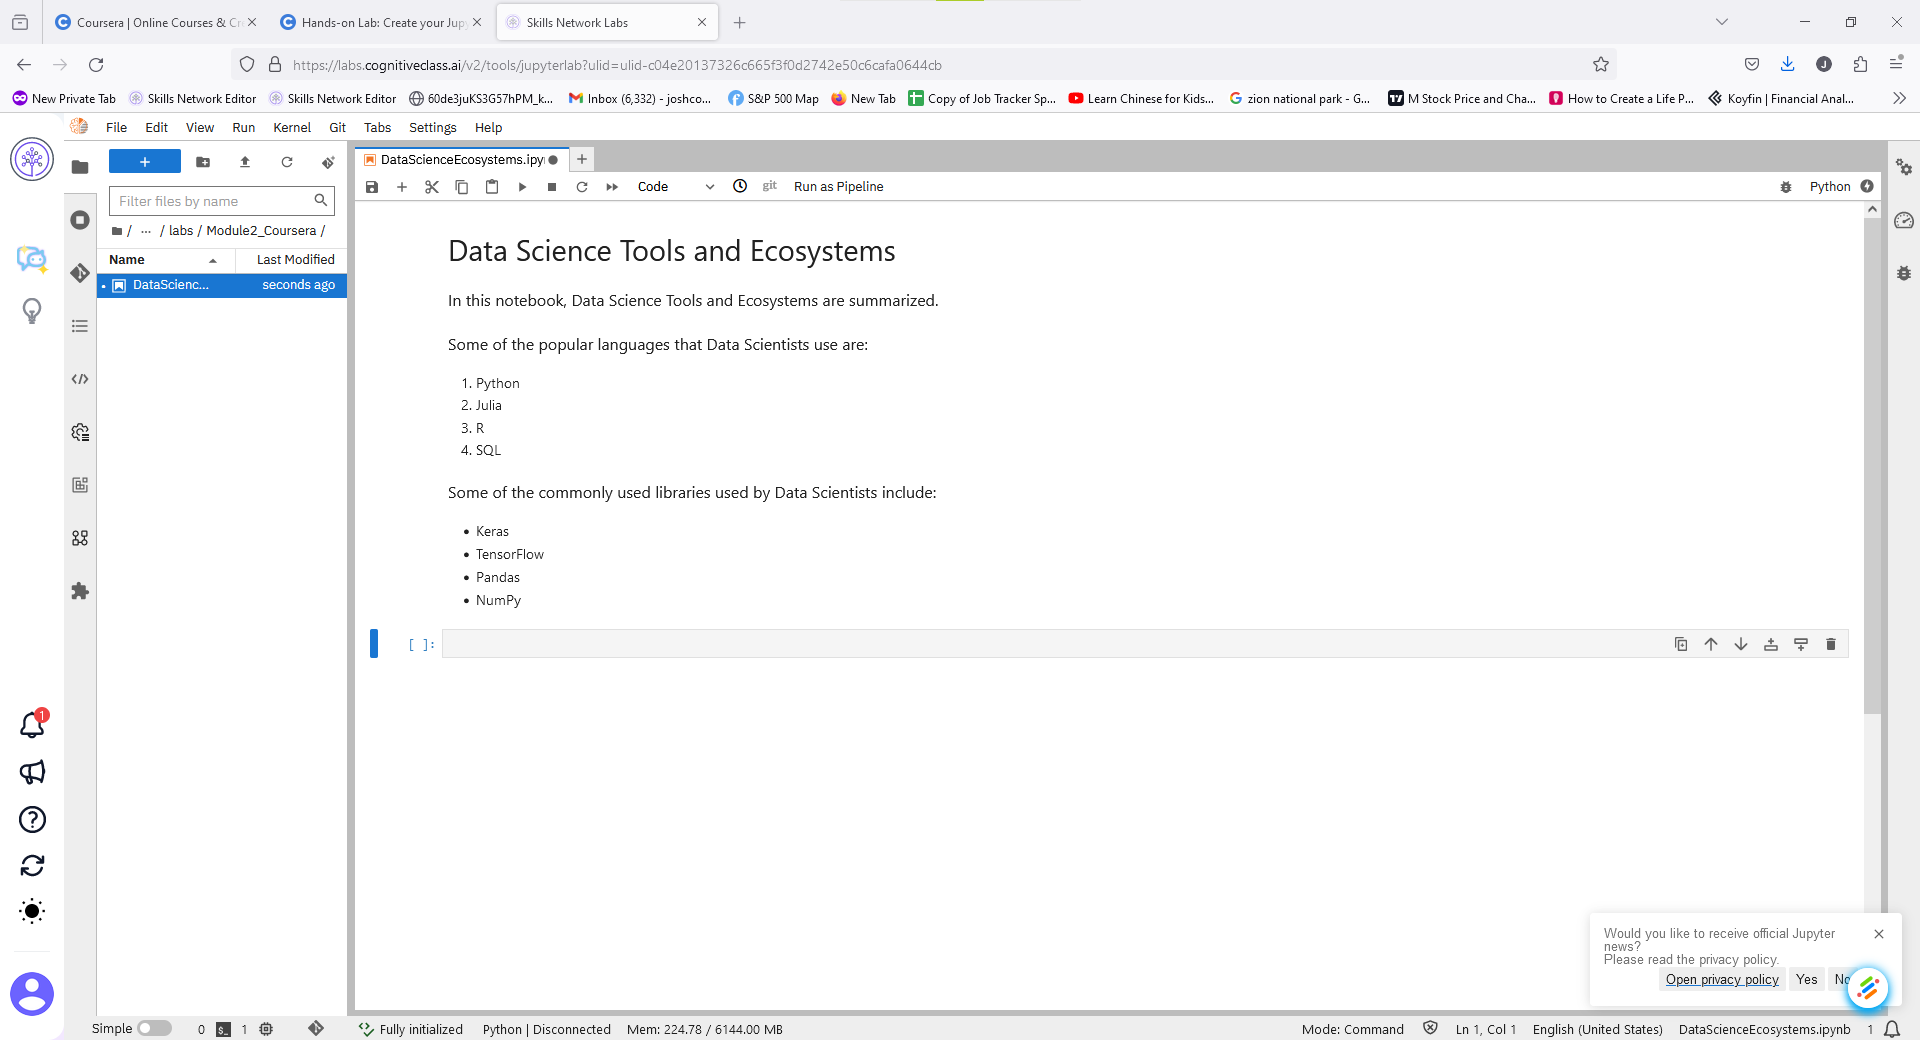 Coursera | Online Courses & Cr
Hands-on Lab: Create your Jup
Skills Network Labs
https://labs.cognitiveclass.ai/v2/tools/jupyterlab?ulid=ulid-c04e20137326c665f3f0d2742e50c6cafa0644cb
New Private Tab
Skills Network Editor
Skills Network Editor
60de3juKS3G57hPM_k...
Inbox (6,332) - joshco...
S&P 500 Map
New Tab
Copy of Job Tracker Sp...
Learn Chinese for Kids...
zion national park - G...
M Stock Price and Cha...
How to Create a Life P...
Koyfin | Financial Anal...
File Edit View Run Kernel Git Tabs Settings Help
DataScienceEcosystems.ipy
Filter files by name
/ ... / labs / Module2_Coursera /
Name Last Modified
DataScienc... seconds ago
Code
git
Run as Pipeline
Python
Data Science Tools and Ecosystems
In this notebook, Data Science Tools and Ecosystems are summarized.
Some of the popular languages that Data Scientists use are:
1. Python
2. Julia
3. R
4. SQL
Some of the commonly used libraries used by Data Scientists include:
• Keras
• TensorFlow
• Pandas
• NumPy
[ ]:
1
Would you like to receive official Jupyter
news?
Please read the privacy policy.
Open privacy policy Yes No
Simple 0 1 Fully initialized Python | Disconnected Mem: 224.78 / 6144.00 MB Mode: Command Ln 1, Col 1 English (United States) DataScienceEcosystems.ipynb 1